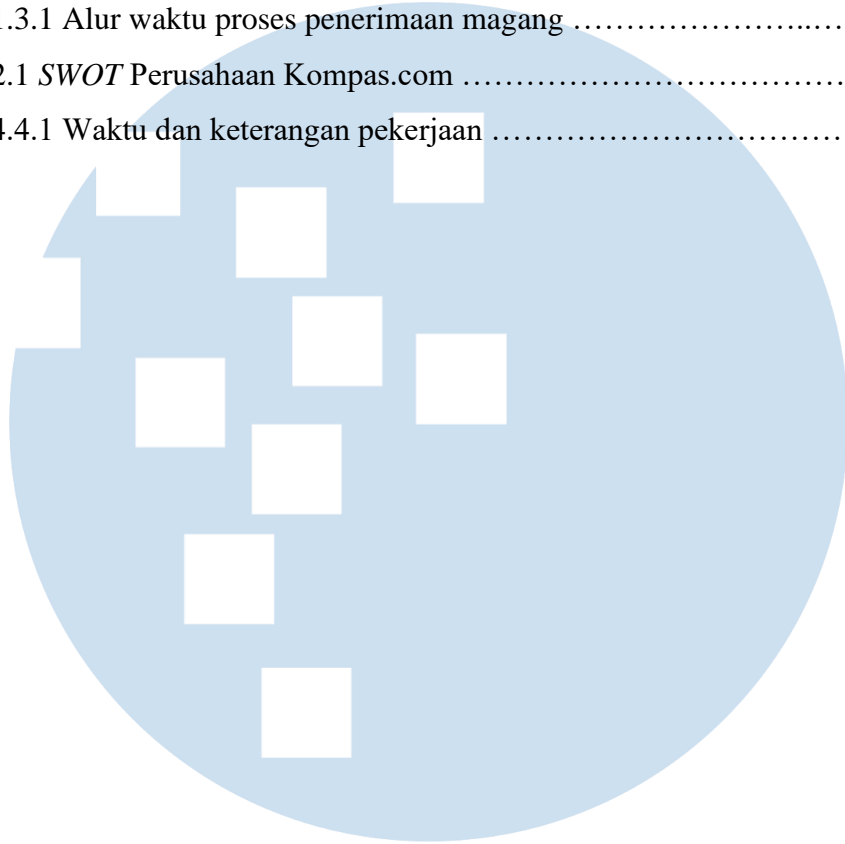 1.3.1 Alur waktu proses penerimaan magang ………………….…..…
2.1 SWOT Perusahaan Kompas.com ………………………………
4.4.1 Waktu dan keterangan pekerjaan ……………………………